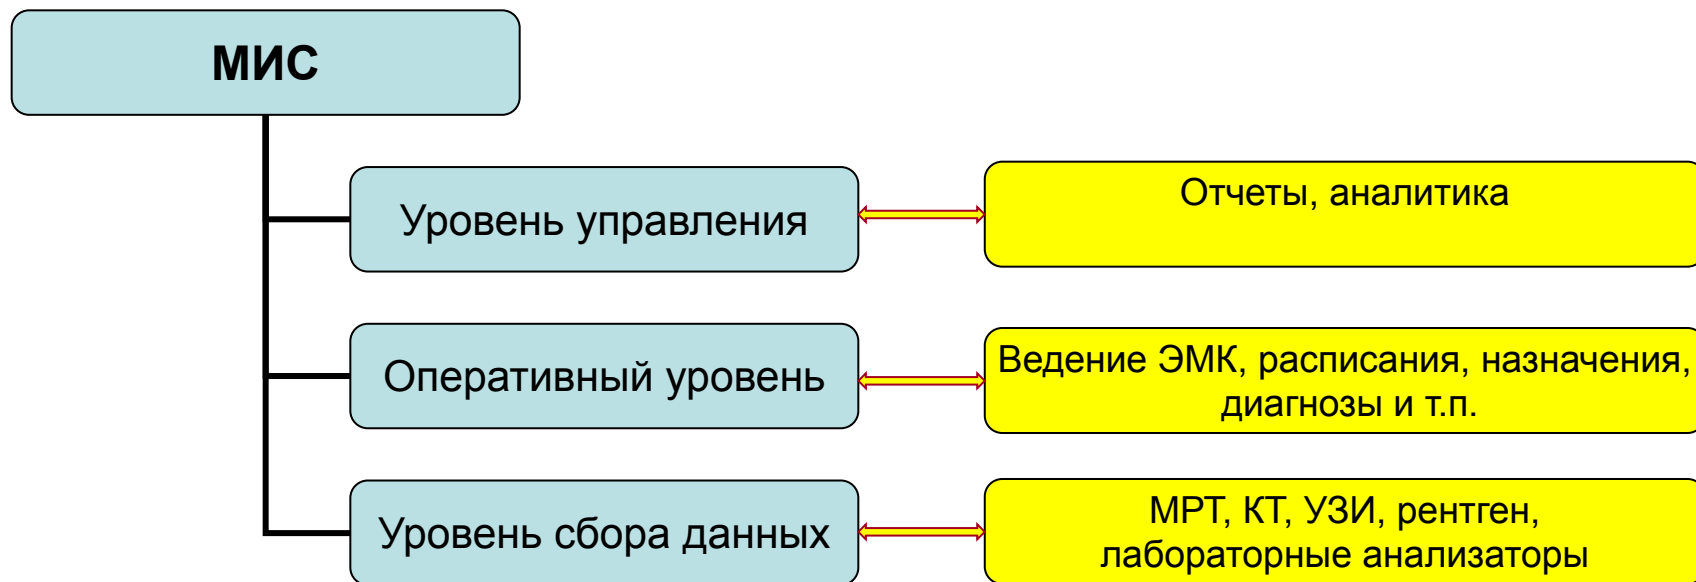 МИС
Уровень управления
Отчеты, аналитика
Оперативный уровень
Ведение ЭМК, расписания, назначения,
диагнозы и т.п.
Уровень сбора данных
МРТ, КТ, УЗИ, рентген,
лабораторные анализаторы